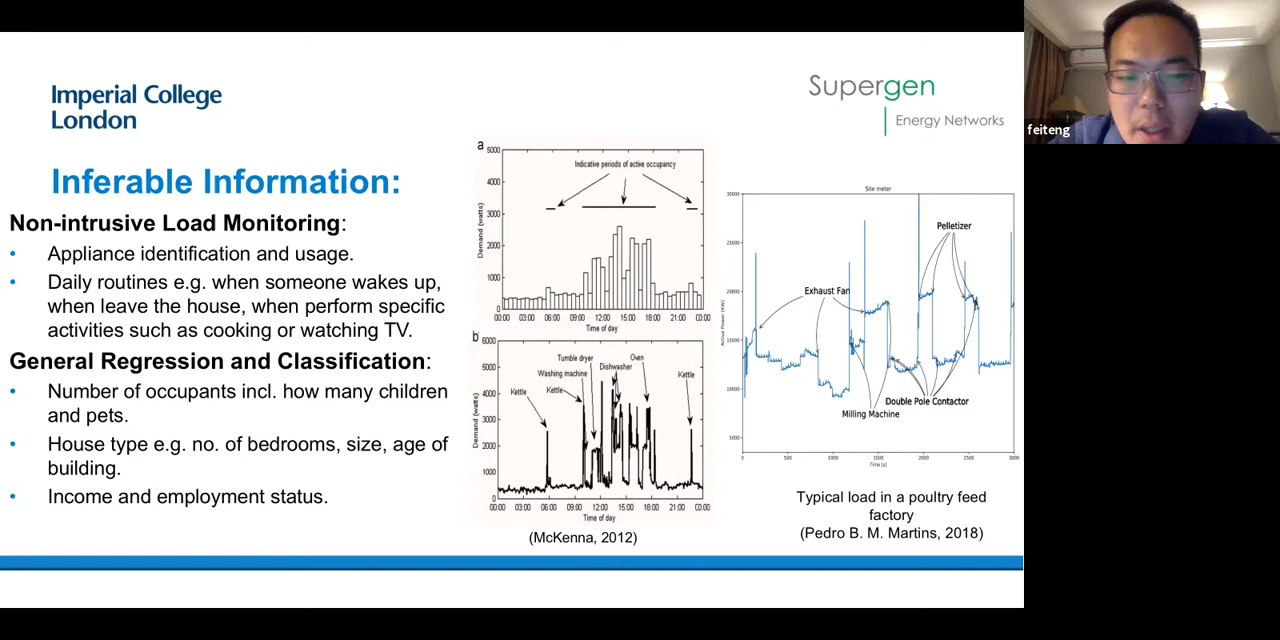 Imperial College
London
Supergen
Energy Networks
feiteng
Inferable Information:
Non-intrusive Load Monitoring:
• Appliance identification and usage.
• Daily routines e.g. when someone wakes up,
when leave the house, when perform specific
activities such as cooking or watching TV.
General Regression and Classification:
• Number of occupants incl. how many children
and pets.
• House type e.g. no. of bedrooms, size, age of
building.
• Income and employment status.
a
Indicative periods of active occupancy
Demand (watts)
6000
5000
4000
3000
2000
1000
0
00:00 03:00 06:00 09:00 12:00 15:00 18:00 21:00 00:00
Time of day
b
Tumble dryer
Oven
Washing machine
Dishwasher
Kettle
Kettle
Kettle
Demand (watts)
6000
5000
4000
3000
2000
1000
0
00:00 03:00 06:00 09:00 12:00 15:00 18:00 21:00 00:00
Time of day
(McKenna, 2012)
Site meter
Pelletizer
Exhaust Fan
Double Pole Contactor
Milling Machine
Active Power [KW]
30000
25000
20000
15000
10000
5000
0 500 1000 1500 2000 2500 3000
Time [s]
Typical load in a poultry feed
factory
(Pedro B. M. Martins, 2018)